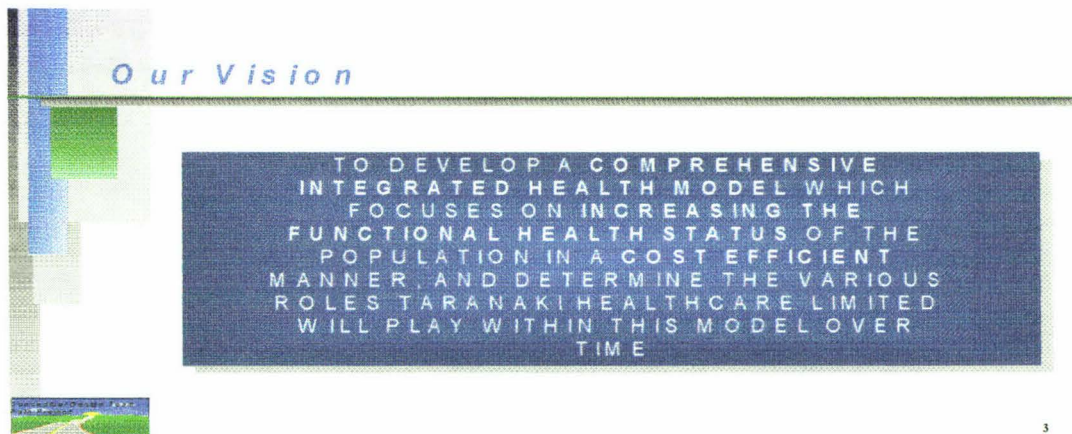 Our Vision
TO DEVELOP A COMPREHENSIVE
INTEGRATED HEALTH MODEL WHICH
FOCUSES ON INCREASING THE
FUNCTIONAL HEALTH STATUS OF THE
POPULATION IN A COST EFFICIENT
MANNER, AND DETERMINE THE VARIOUS
ROLES TARANAKI HEALTHCARE LIMITED
WILL PLAY WITHIN THIS MODEL OVER
TIME
3